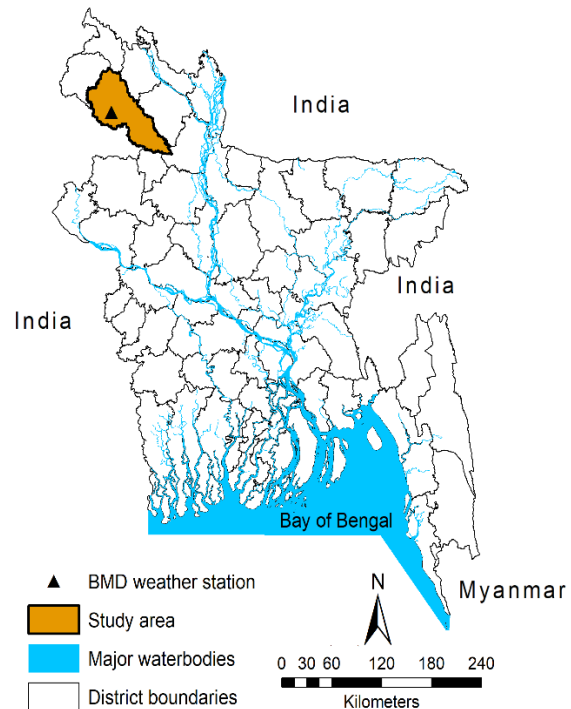 India
India
India
Bay of Bengal
Myanmar
BMD weather station
Study area
Major waterbodies
District boundaries
N
0 30 60 120 180 240
Kilometers